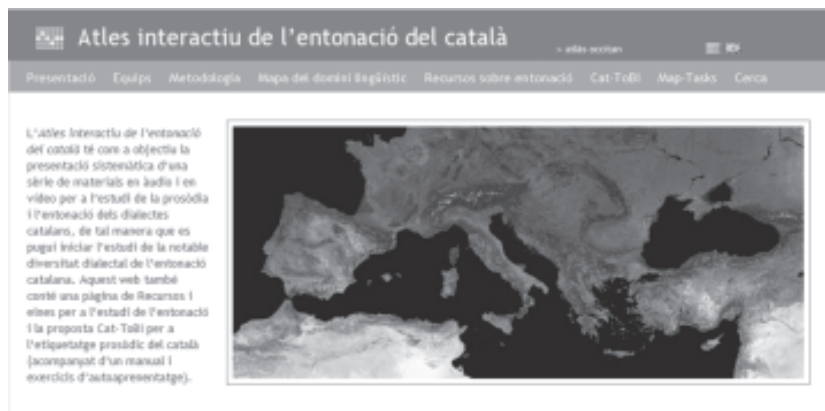 Atles interactiu de l'entonació del català
» atles occitan
Presentació Equips Metodologia Mapa del domini lingüístic Recursos sobre entonació Cat-ToBI Map-Tasks Cerca
L'Atles interactiu de l'entonació
del català té com a objectiu la
presentació sistemàtica d'una
sèrie de materials en àudio i en
vídeo per a l'estudi de la prosòdia
i l'entonació dels dialectes
catalans, de tal manera que es
pugui iniciar l'estudi de la notable
diversitat dialectal de l'entonació
catalana. Aquest web també
conté una pàgina de Recursos i
eines per a l'estudi de l'entonació
i la proposta Cat-ToBI per a
l'etiquetatge prosòdic del català
(acompanyat d'un manual i
exercicis d'autoaprenentatge).